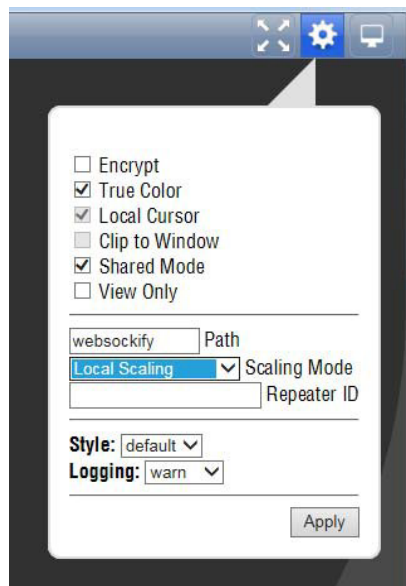 Encrypt
True Color
Local Cursor
Clip to Window
Shared Mode
View Only
websockify Path
Local Scaling Scaling Mode
Repeater ID
Style: default
Logging: warn
Apply